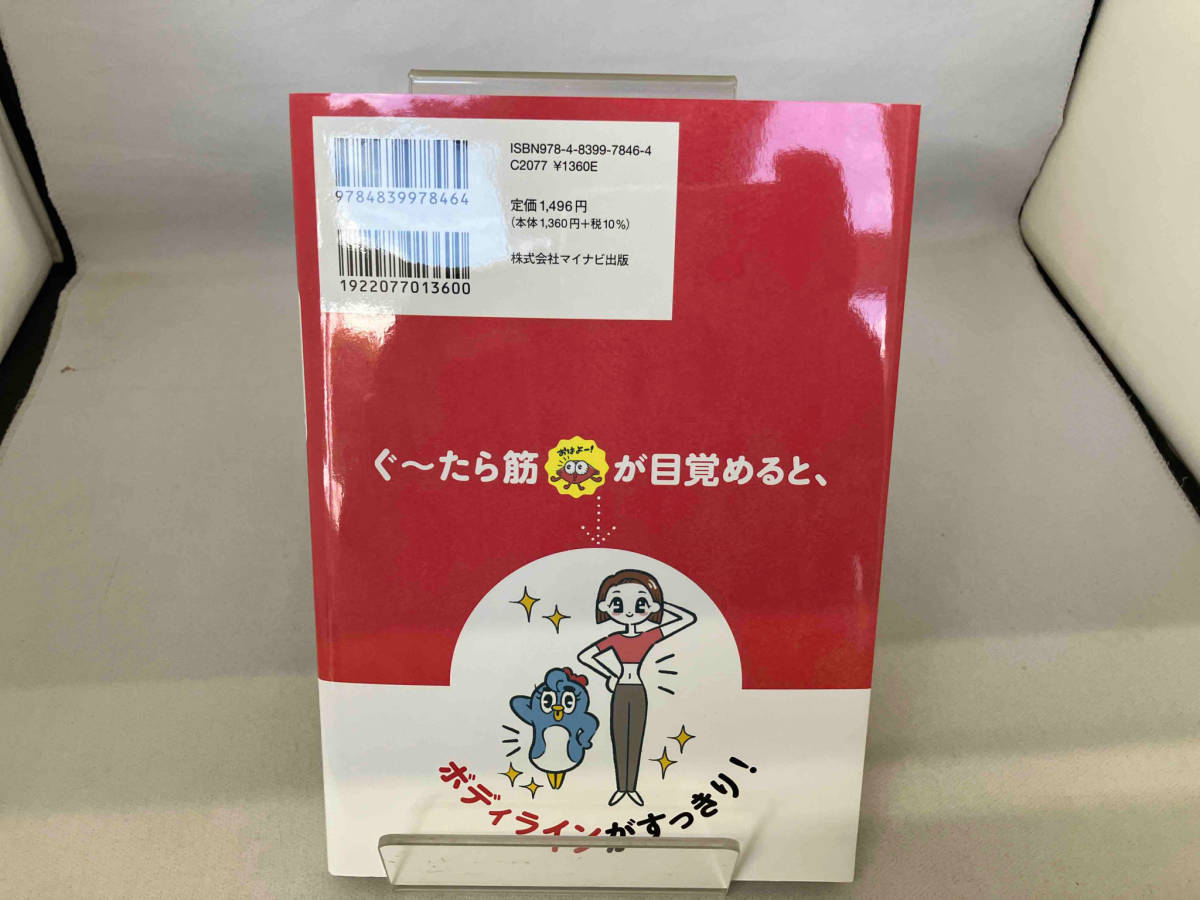 ISBN978-4-8399-7846-4
C2077 ¥1360E
9784839978464
定価1,496円
(本体1,360円+税10%)
1922077013600
株式会社マイナビ出版
ぐ〜たら筋
おはよー!
が目覚めると、
ボディラインがすっきり!